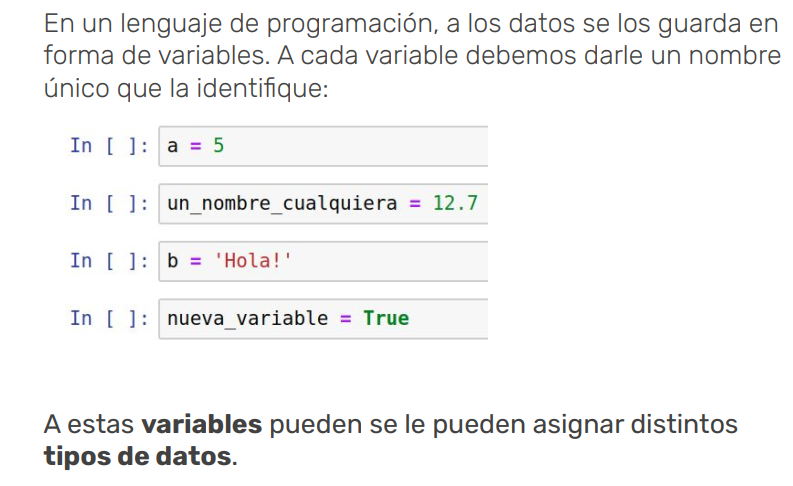 En un lenguaje de programación, a los datos se los guarda en
forma de variables. A cada variable debemos darle un nombre
único que la identifique:
In [ ]: a = 5
In [ ]: un_nombre_cualquiera = 12.7
In [ ]: b = 'Hola!'
In [ ]: nueva_variable = True
A estas variables pueden se le pueden asignar distintos
tipos de datos.